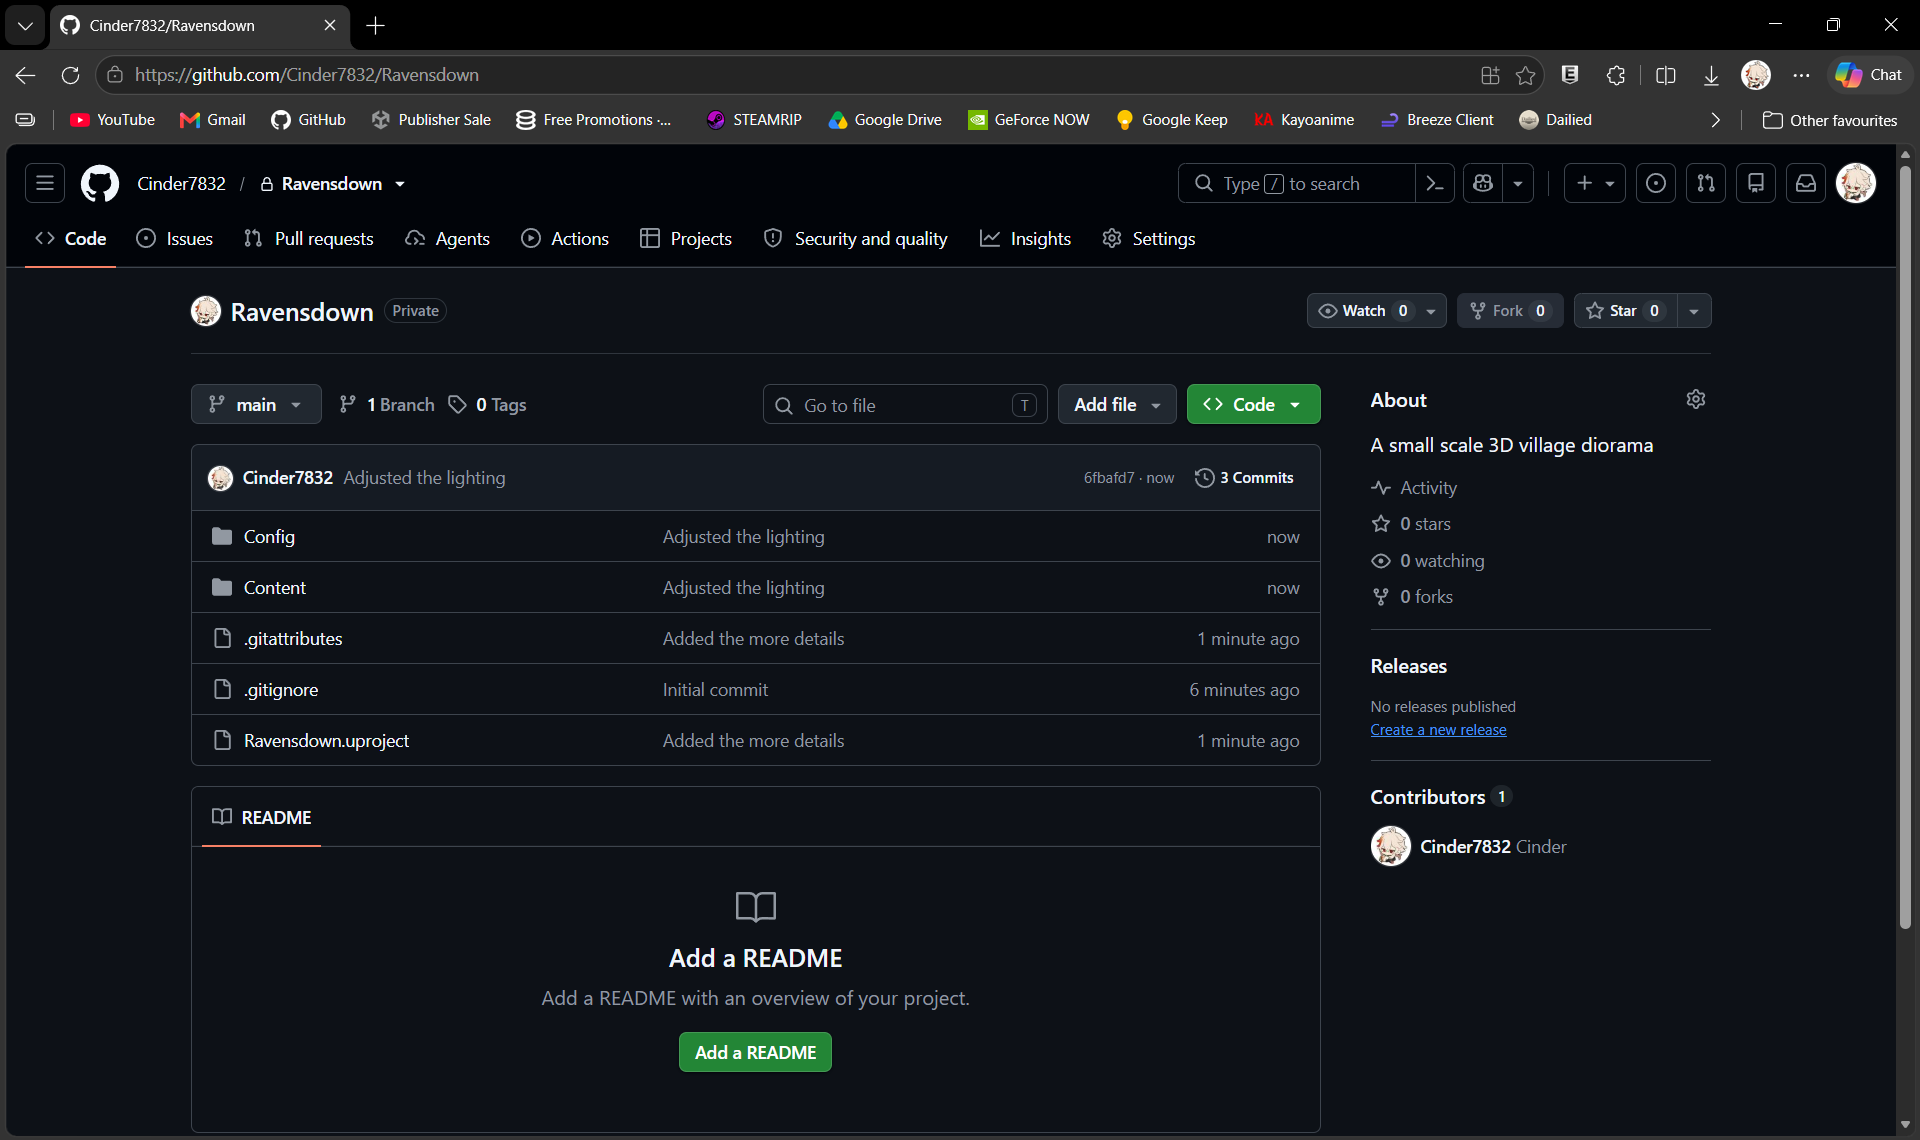 Cinder7832/Ravensdown
https://github.com/Cinder7832/Ravensdown
Chat
YouTube
Gmail
GitHub
Publisher Sale
Free Promotions -...
STEAMRIP
Google Drive
GeForce NOW
Google Keep
KA Kayoanime
Breeze Client
Dailied
Other favourites
Cinder7832 / Ravensdown
Type / to search
Code
Issues
Pull requests
Agents
Actions
Projects
Security and quality
Insights
Settings
Ravensdown Private
Watch 0
Fork 0
Star 0
main
1 Branch
0 Tags
Go to file T
Add file
Code
Cinder7832 Adjusted the lighting
6fbafd7 · now
3 Commits
Config Adjusted the lighting now
Content Adjusted the lighting now
.gitattributes Added the more details 1 minute ago
.gitignore Initial commit 6 minutes ago
Ravensdown.uproject Added the more details 1 minute ago
README
Add a README
Add a README with an overview of your project.
Add a README
About
A small scale 3D village diorama
Activity
0 stars
0 watching
0 forks
Releases
No releases published
Create a new release
Contributors 1
Cinder7832 Cinder